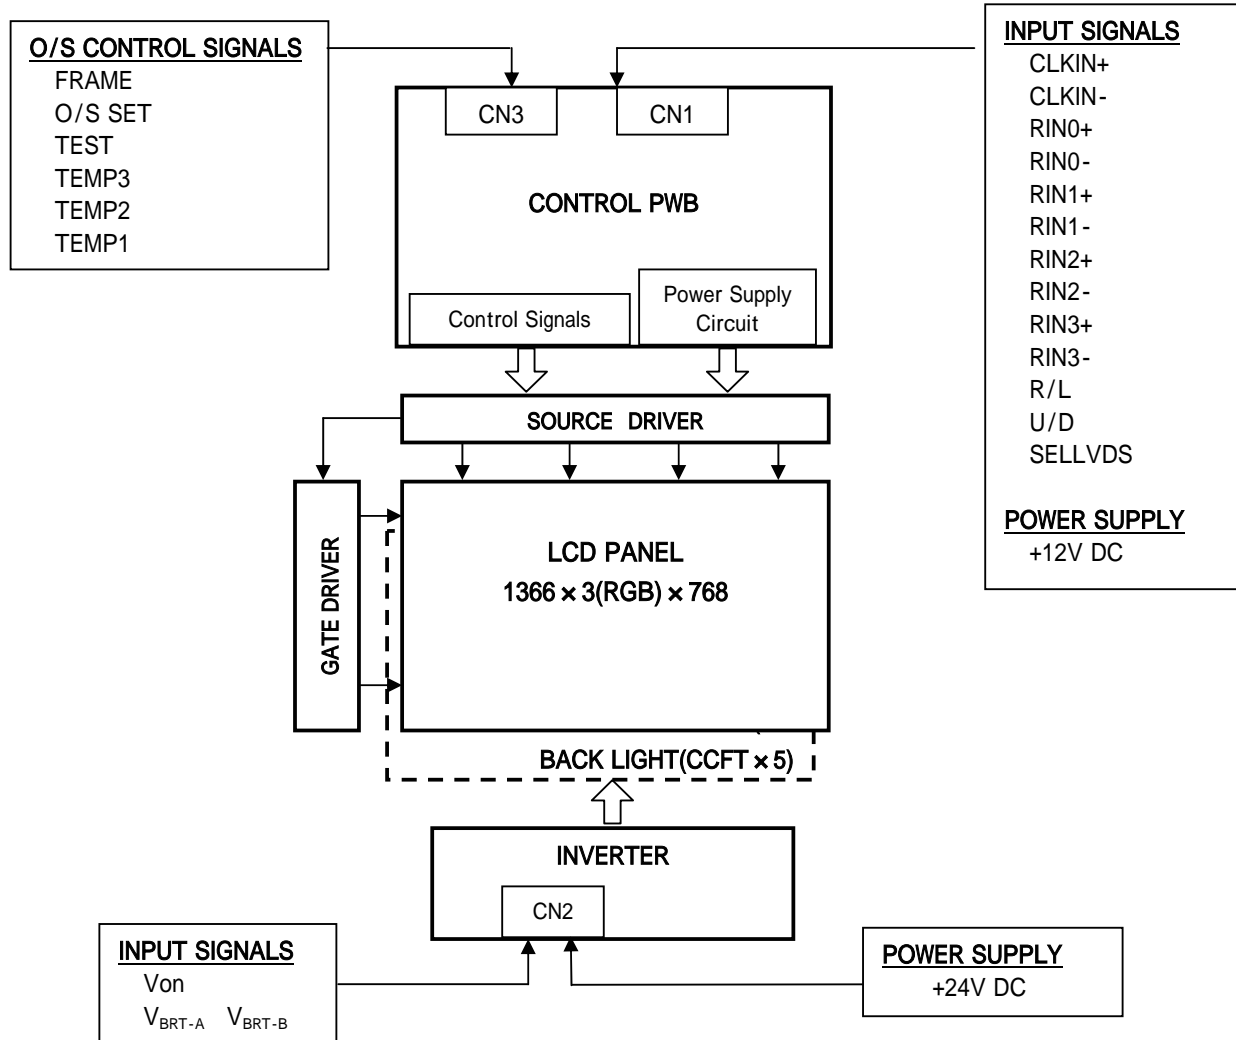 O/S CONTROL SIGNALS
FRAME
O/S SET
TEST
TEMP3
TEMP2
TEMP1
INPUT SIGNALS
CLKIN+
CLKIN-
RIN0+
RIN0-
RIN1+
RIN1-
RIN2+
RIN2-
RIN3+
RIN3-
R/L
U/D
SELLVDS
POWER SUPPLY
+12V DC
CN3
CN1
CONTROL PWB
Control Signals
Power Supply
Circuit
SOURCE DRIVER
GATE DRIVER
LCD PANEL
1366 × 3(RGB) × 768
BACK LIGHT(CCFT × 5)
INVERTER
CN2
INPUT SIGNALS
Von
VBRT-A VBRT-B
POWER SUPPLY
+24V DC